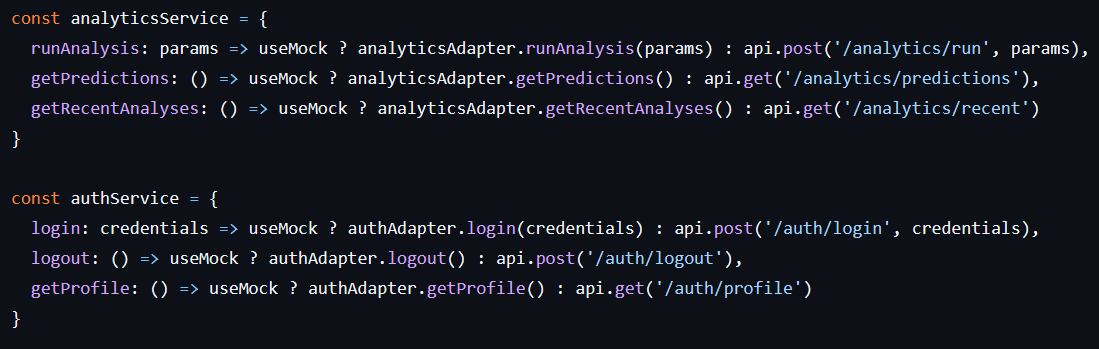 const analyticsService = {
  runAnalysis: params => useMock ? analyticsAdapter.runAnalysis(params) : api.post('/analytics/run', params),
  getPredictions: () => useMock ? analyticsAdapter.getPredictions() : api.get('/analytics/predictions'),
  getRecentAnalyses: () => useMock ? analyticsAdapter.getRecentAnalyses() : api.get('/analytics/recent')
}

const authService = {
  login: credentials => useMock ? authAdapter.login(credentials) : api.post('/auth/login', credentials),
  logout: () => useMock ? authAdapter.logout() : api.post('/auth/logout'),
  getProfile: () => useMock ? authAdapter.getProfile() : api.get('/auth/profile')
}